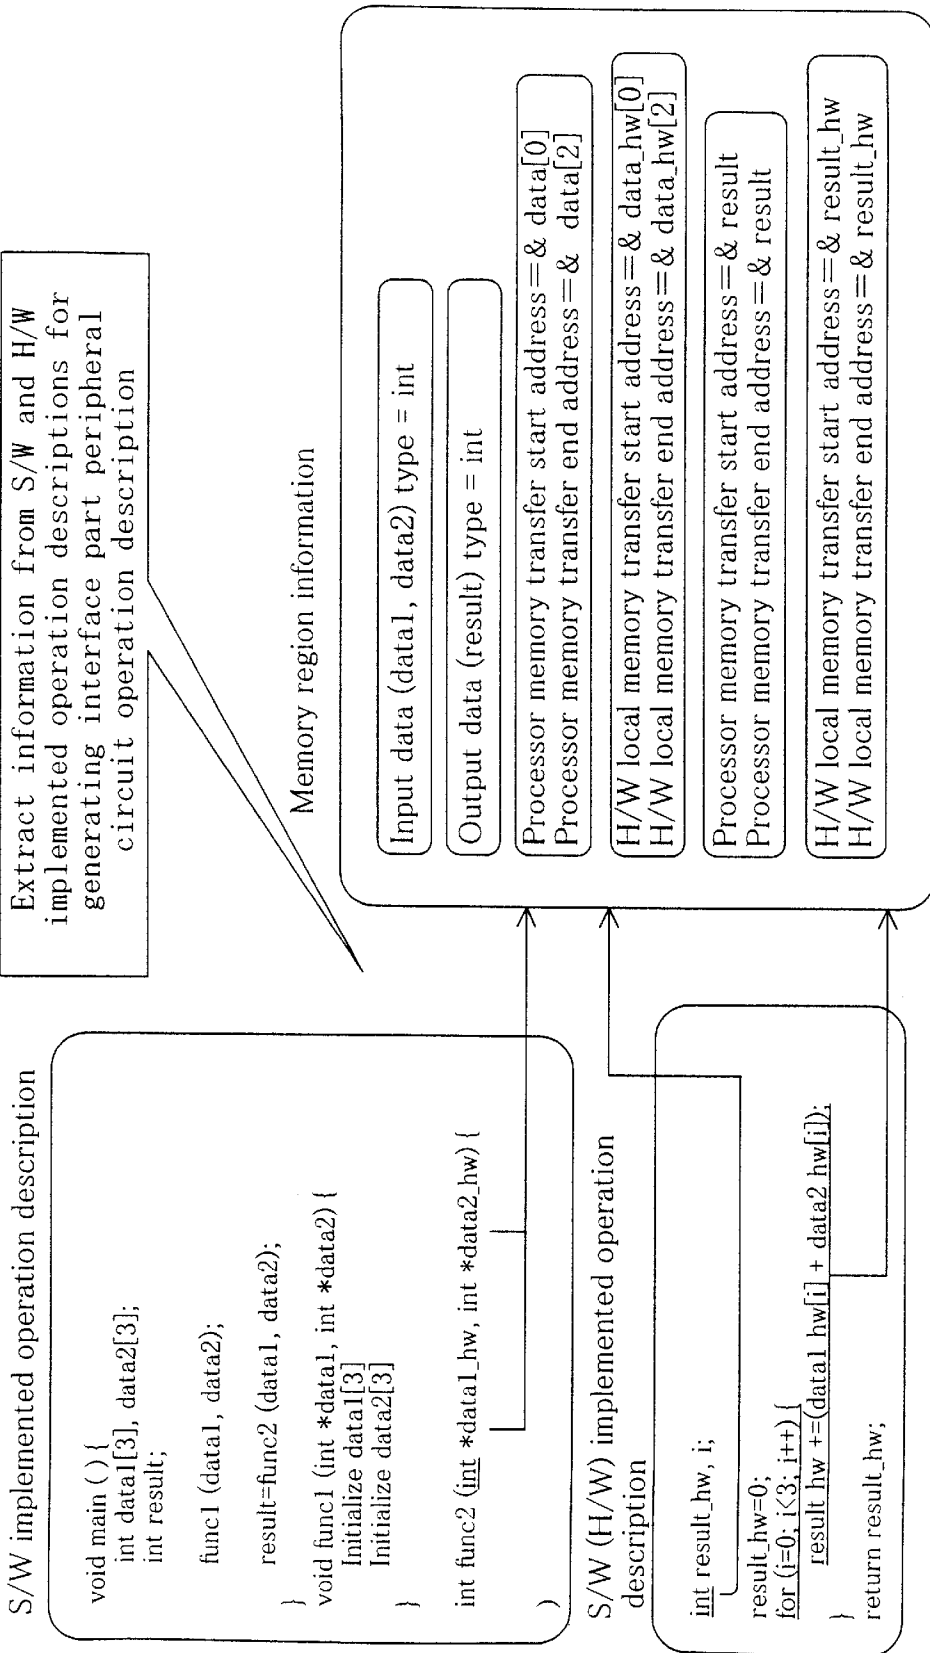 Extract information from S/W and H/W
implemented operation descriptions for
generating interface part peripheral
circuit operation description
S/W implemented operation description
void main ( ) {
int data1[3], data2[3];
int result;
func1 (data1, data2);
result=func2 (data1, data2);
}
void func1 (int *data1, int *data2) {
Initialize data1[3]
Initialize data2[3]
}
int func2 (int *data1_hw, int *data2_hw) {
)
S/W (H/W) implemented operation
description
int result_hw, i;
result_hw=0;
for (i=0; i<3; i++) {
result hw +=(data1 hw[i] + data2 hw[i]);
}
return result_hw;
Memory region information
Input data (data1, data2) type = int
Output data (result) type = int
Processor memory transfer start address=& data[0]
Processor memory transfer end address=& data[2]
H/W local memory transfer start address=& data_hw[0]
H/W local memory transfer end address=& data_hw[2]
Processor memory transfer start address=& result
Processor memory transfer end address=& result
H/W local memory transfer start address=& result_hw
H/W local memory transfer end address=& result_hw